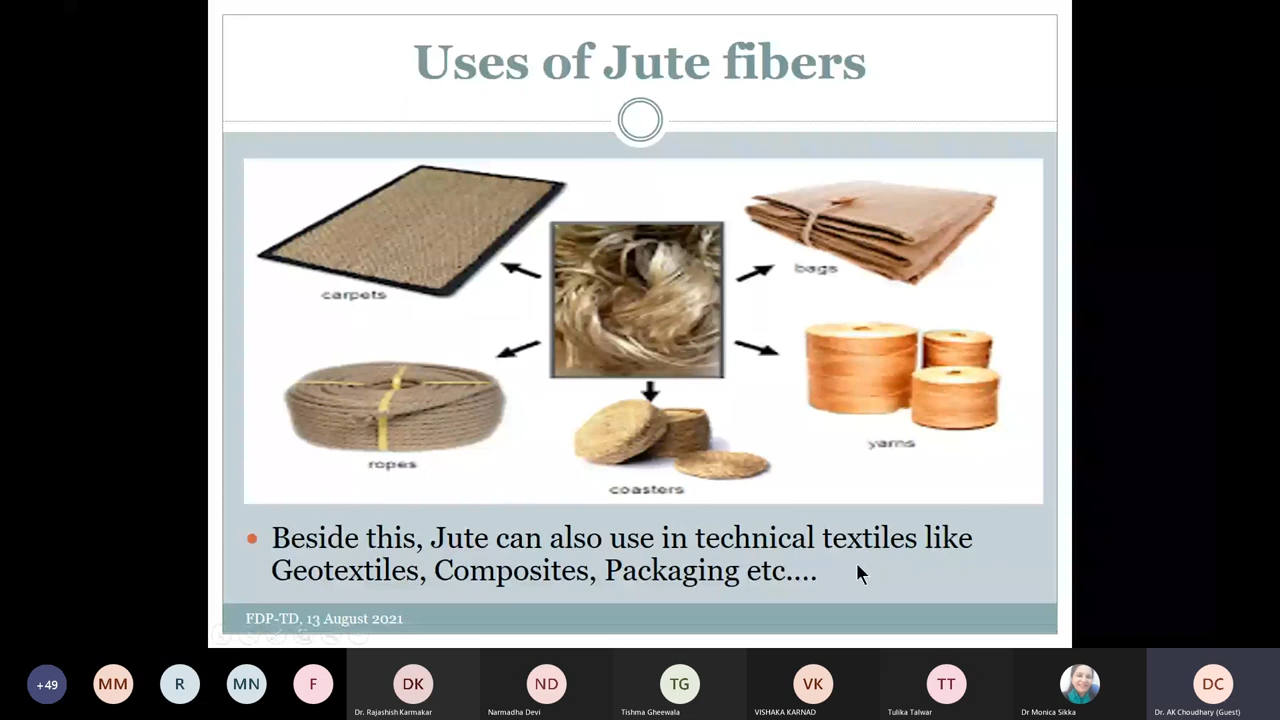 Uses of Jute fibers
carpets
bags
ropes
coasters
yarns
Beside this, Jute can also use in technical textiles like
Geotextiles, Composites, Packaging etc....
FDP-TD, 13 August 2021
+49
MM
R
MN
F
DK
ND
TG
VK
TT
DC
Dr. Rajashish Karmakar
Narmadha Devi
Tishma Gheewala
VISHAKA KARNAD
Tulika Talwar
Dr Monica Sikka
Dr. AK Choudhary (Guest)